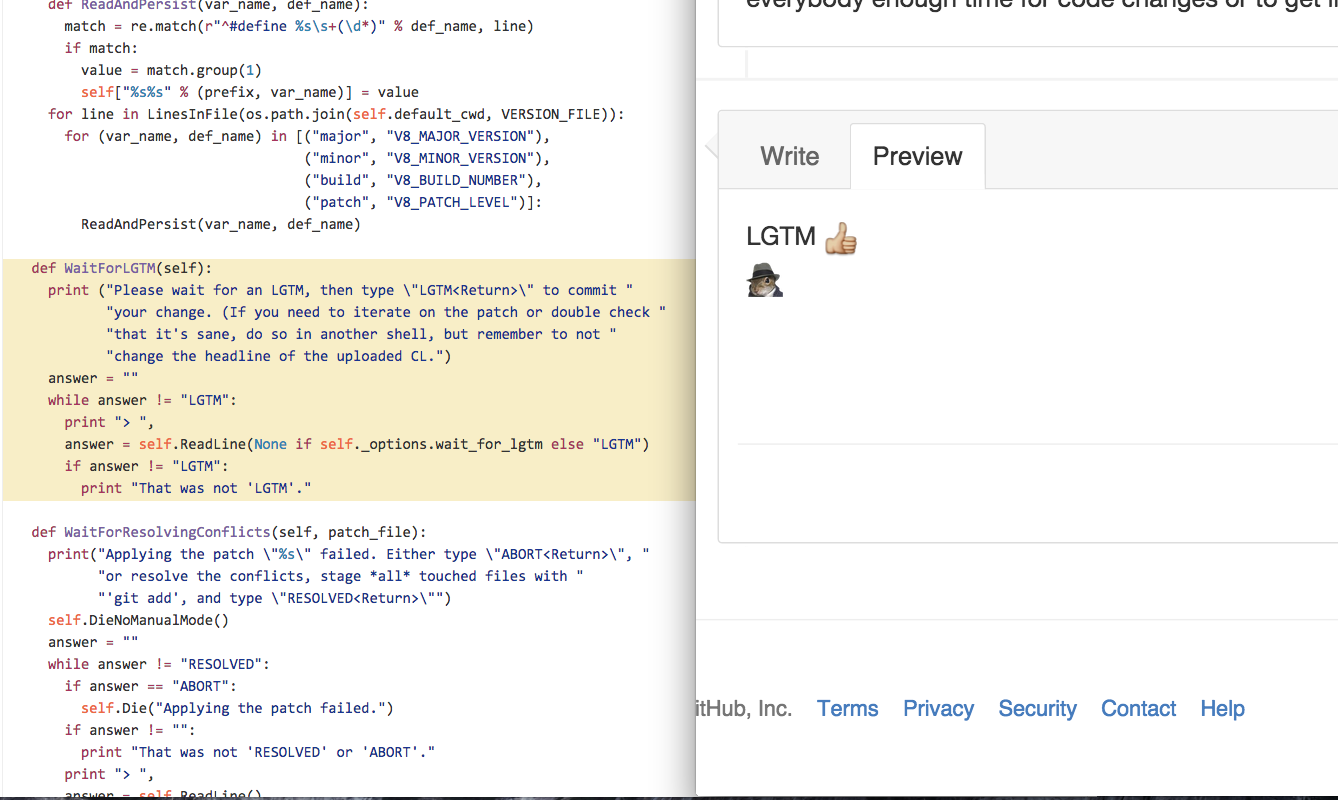 def ReadAndPersist(var_name, def_name):
match = re.match(r"^#define %s\s+(\d*)" % def_name, line)
if match:
value = match.group(1)
self["%s%s" % (prefix, var_name)] = value
for line in LinesInFile(os.path.join(self.default_cwd, VERSION_FILE)):
for (var_name, def_name) in [("major", "V8_MAJOR_VERSION"),
("minor", "V8_MINOR_VERSION"),
("build", "V8_BUILD_NUMBER"),
("patch", "V8_PATCH_LEVEL")]:
ReadAndPersist(var_name, def_name)
def WaitForLGTM(self):
print ("Please wait for an LGTM, then type \"LGTM<Return>\" to commit "
"your change. (If you need to iterate on the patch or double check "
"that it's sane, do so in another shell, but remember to not "
"change the headline of the uploaded CL.")
answer = ""
while answer != "LGTM":
print "> ",
answer = self.ReadLine(None if self._options.wait_for_lgtm else "LGTM")
if answer != "LGTM":
print "That was not 'LGTM'."
def WaitForResolvingConflicts(self, patch_file):
print("Applying the patch \"%s\" failed. Either type \"ABORT<Return>\", "
"or resolve the conflicts, stage *all* touched files with "
"'git add', and type \"RESOLVED<Return>\"")
self.DieNoManualMode()
answer = ""
while answer != "RESOLVED":
if answer == "ABORT":
self.Die("Applying the patch failed.")
if answer != "":
print "That was not 'RESOLVED' or 'ABORT'."
print "> ",
answer = self.ReadLine()
everybody enough time for code changes or to get
Write
Preview
LGTM 👍
itHub, Inc. Terms Privacy Security Contact Help